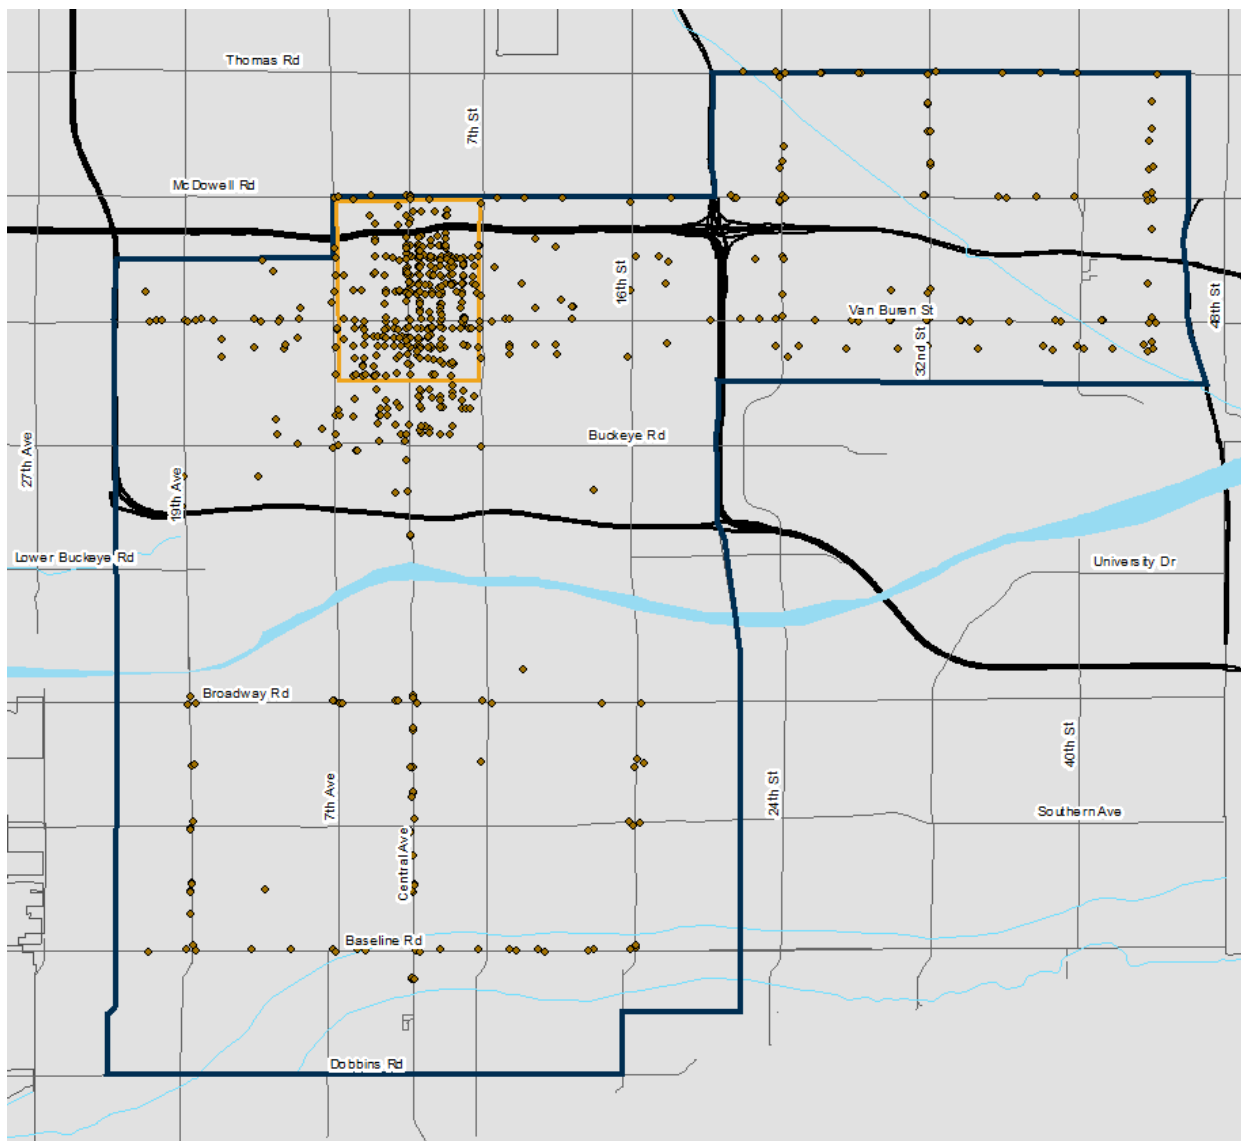 Thomas Rd
7th St
McDowell Rd
16th St
48th St
Van Buren St
32nd St
Buckeye Rd
27th Ave
19th Ave
Lower Buckeye Rd
University Dr
Broadway Rd
40th St
7th Ave
24th St
Southern Ave
Central Ave
Baseline Rd
Dobbins Rd